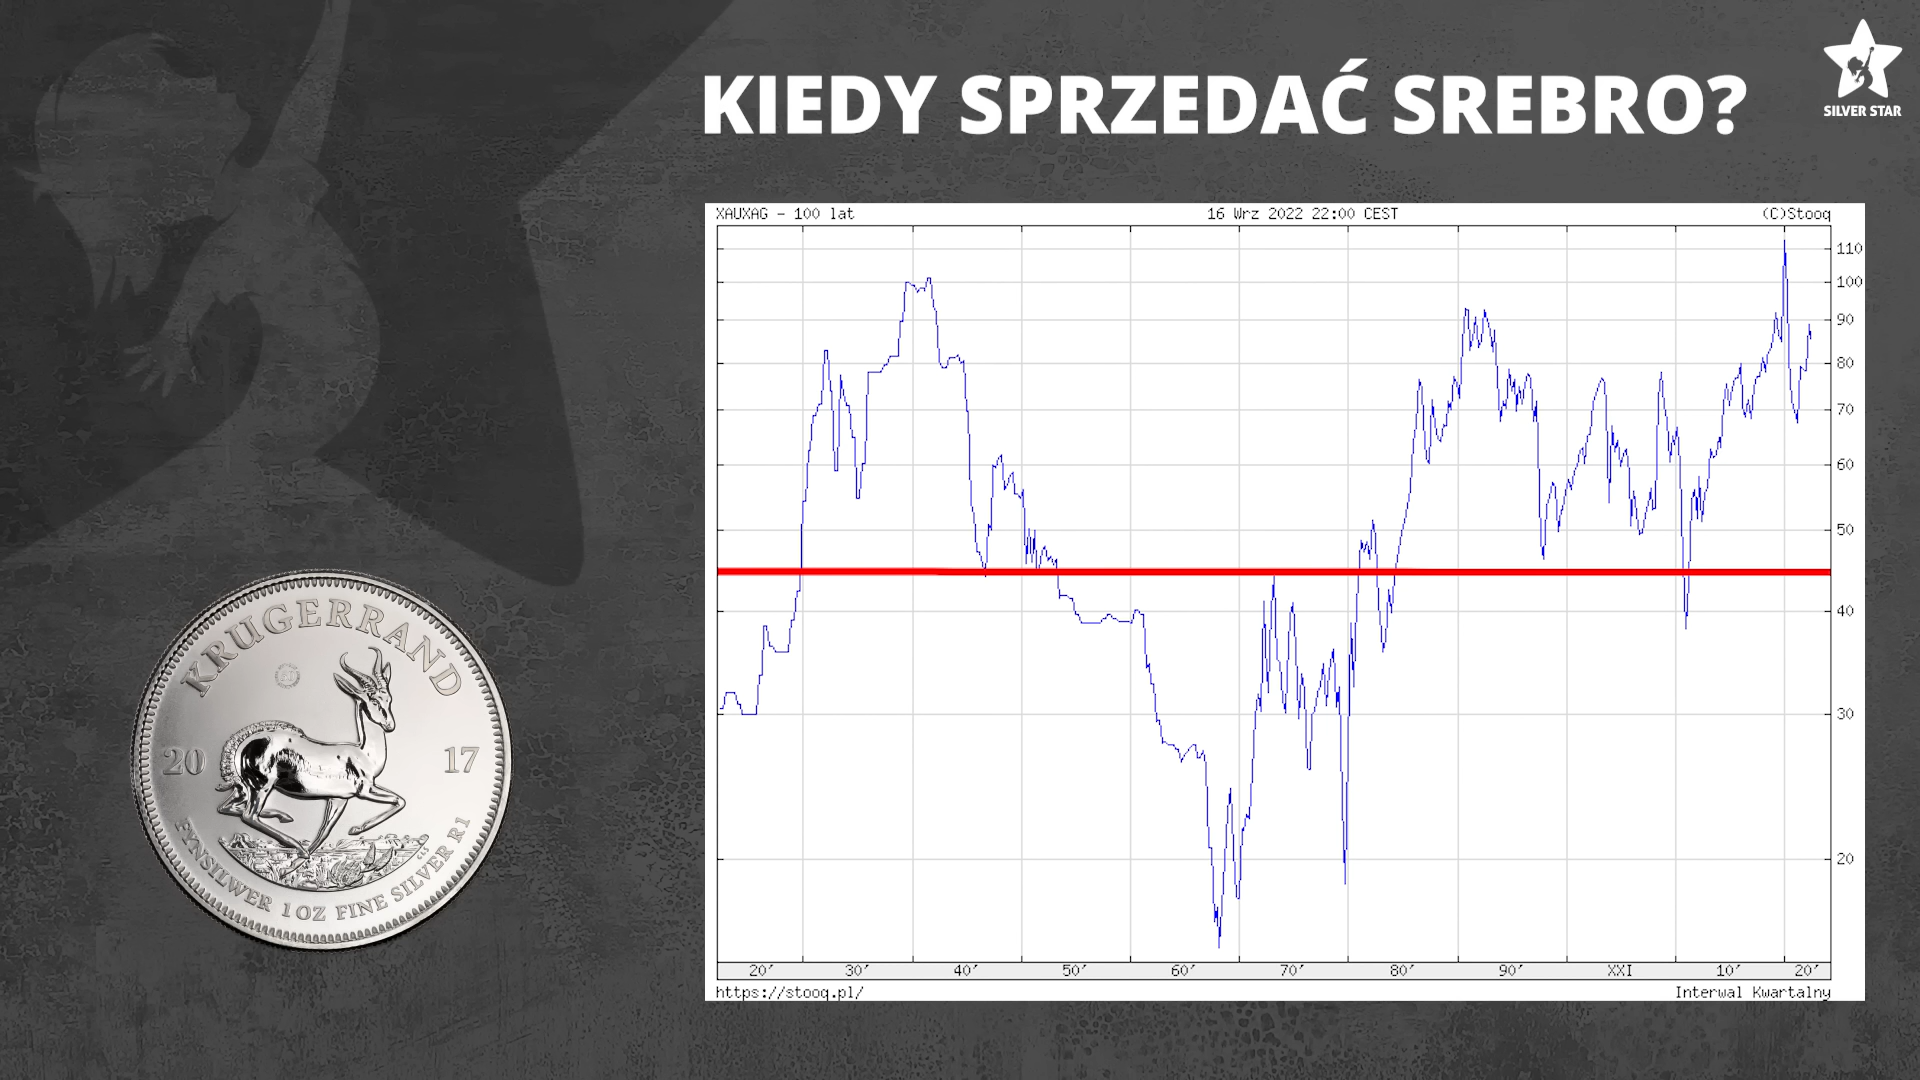 KIEDY SPRZEDAĆ SREBRO?
SILVER STAR
XAUXAG - 100 lat
16 Wrz 2022 22:00 CEST
(C)Stooq
110
100
90
80
70
60
50
40
30
20
20' 30' 40' 50' 60' 70' 80' 90' XXI 10' 20'
https://stooq.pl/
Interwal Kwartalny
KRUGERRAND
20 17
FYNSILWER 1 OZ FINE SILVER R1